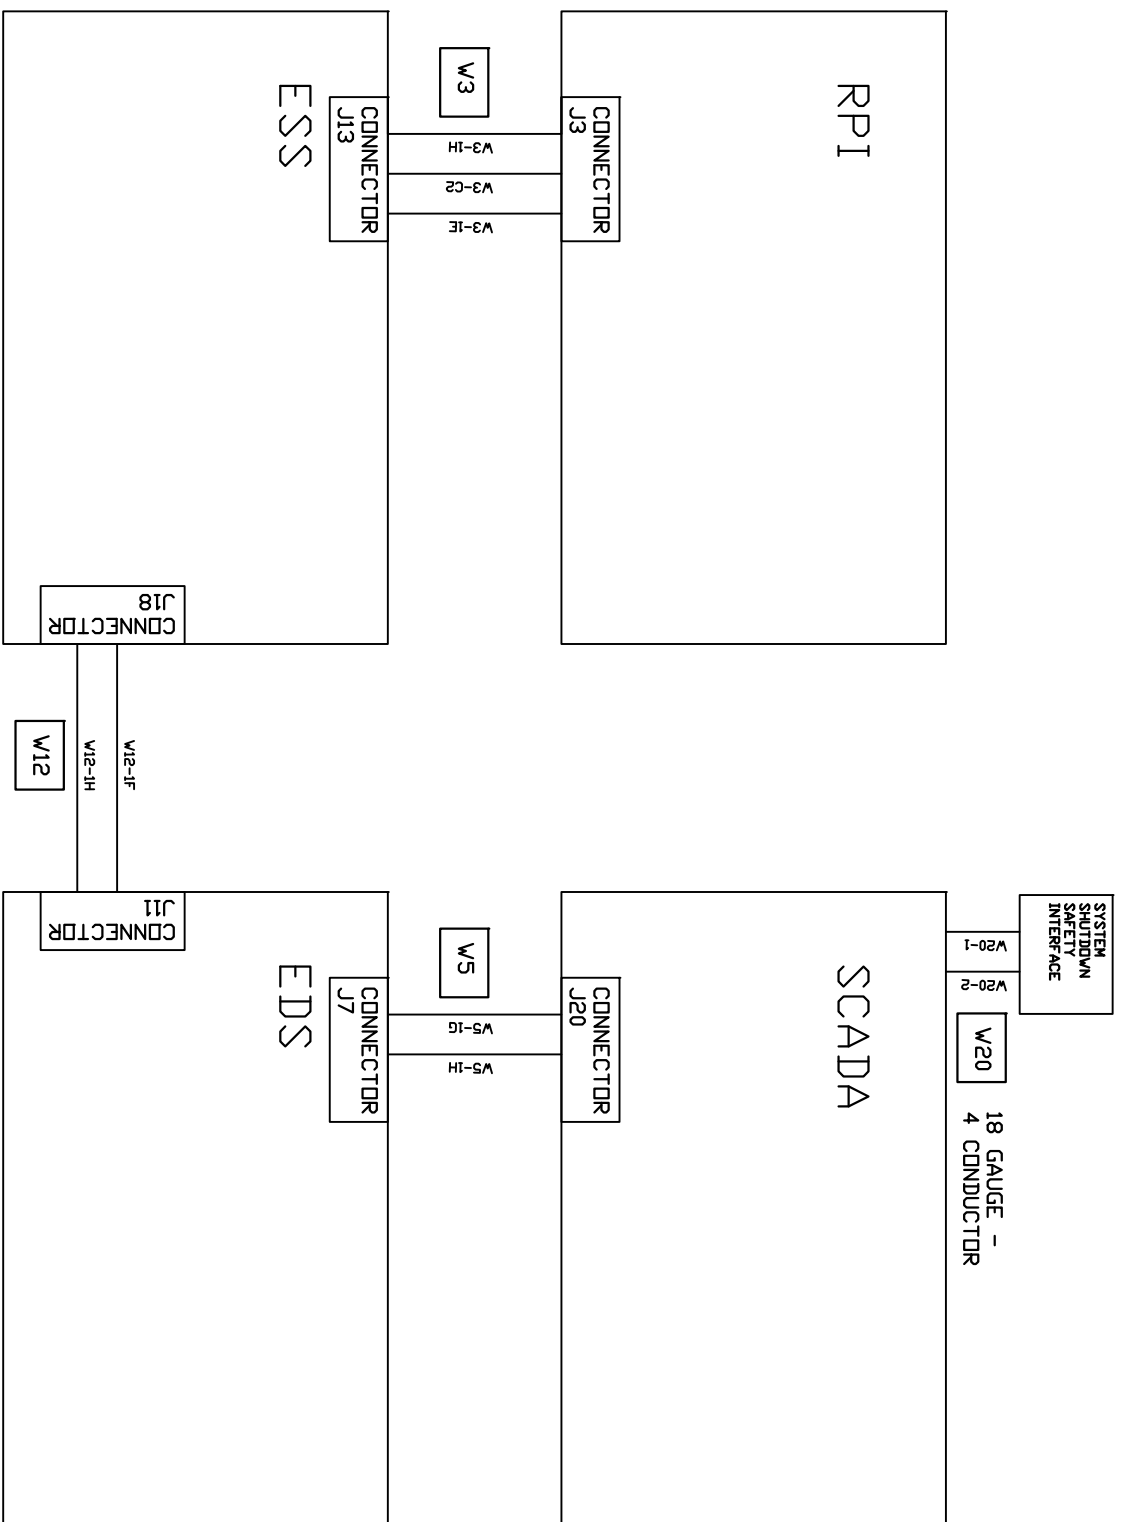 SYSTEM
SHUTDOWN
SAFETY
INTERFACE
W20-1
W20-2
W20
18 GAUGE -
4 CONDUCTOR
RPI
CONNECTOR
J3
W3
W3-1H
W3-C2
W3-1E
CONNECTOR
J13
ESS
J18
CONNECTOR
W12-1F
W12-1H
W12
J11
CONNECTOR
SCADA
CONNECTOR
J20
W5
W5-1G
W5-1H
CONNECTOR
J7
EDS